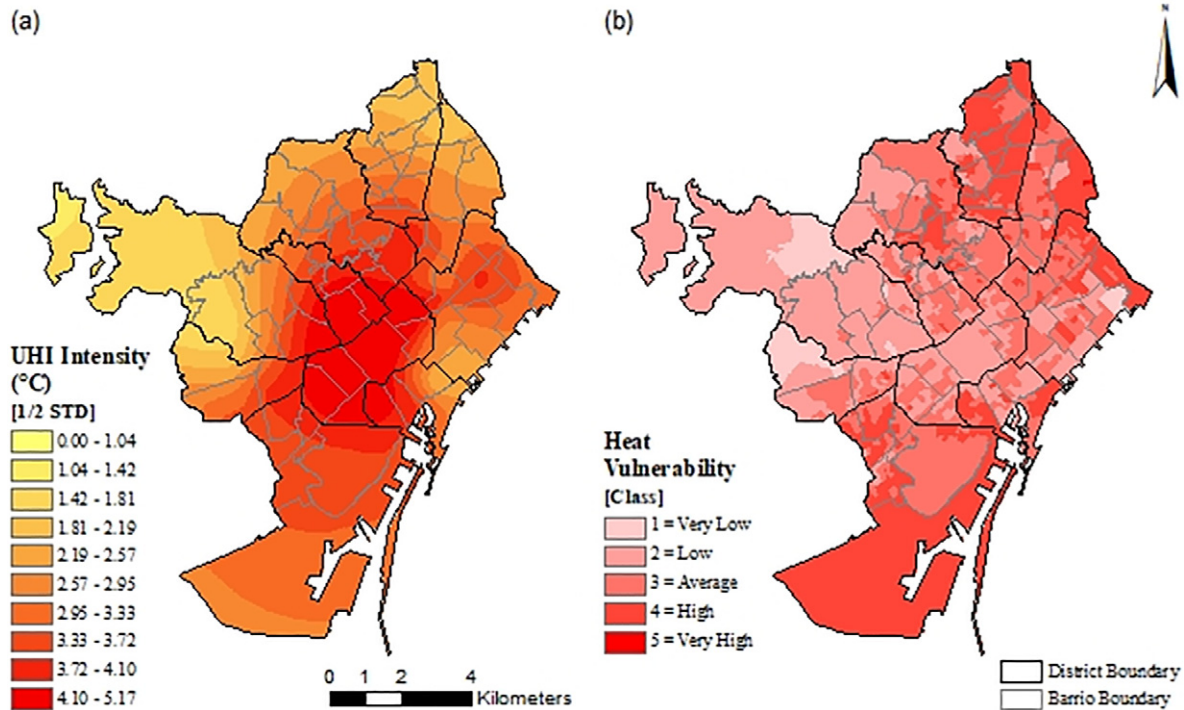 (a)
(b)
N
UHI Intensity
(°C)
[1/2 STD]
0.00 - 1.04
1.04 - 1.42
1.42 - 1.81
1.81 - 2.19
2.19 - 2.57
2.57 - 2.95
2.95 - 3.33
3.33 - 3.72
3.72 - 4.10
4.10 - 5.17
0 1 2 4
Kilometers
Heat
Vulnerability
[Class]
1 = Very Low
2 = Low
3 = Average
4 = High
5 = Very High
District Boundary
Barrio Boundary